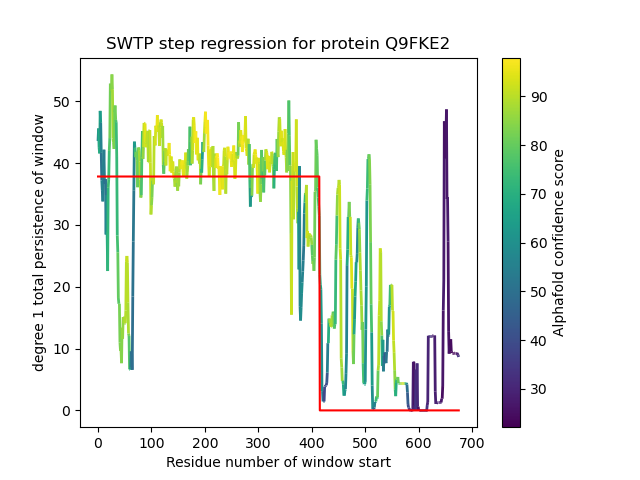 SWTP step regression for protein Q9FKE2
degree 1 total persistence of window
50
40
30
20
10
0
0 100 200 300 400 500 600 700
Residue number of window start
90
80
70
60
50
40
30
Alphafold confidence score